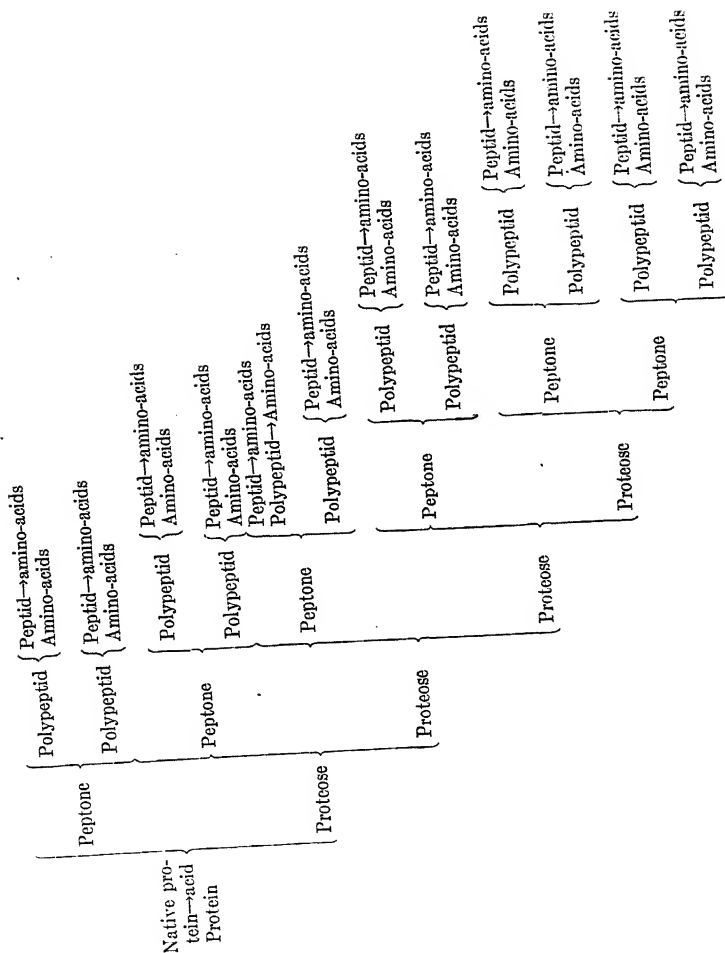 Peptid→amino-acids
Polypeptid
Amino-acids
Peptone
Peptid→amino-acids
Polypeptid
Amino-acids
Peptid→amino-acids
Polypeptid
Amino-acids
Native pro-
tein→acid
Protein
Peptone
Peptid→amino-acids
Polypeptid
Amino-acids
Peptid→amino-acids
Polypeptid→Amino-acids
Peptone
Peptid→amino-acids
Polypeptid
Amino-acids
Proteose
Peptid→amino-acids
Polypeptid
Amino-acids
Proteose
Peptone
Peptid→amino-acids
Polypeptid
Amino-acids
Peptid→amino-acids
Polypeptid
Amino-acids
Proteose
Peptone
Peptid→amino-acids
Polypeptid
Amino-acids
Proteose
Peptid→amino-acids
Polypeptid
Amino-acids
Peptone
Peptid→amino-acids
Polypeptid
Amino-acids